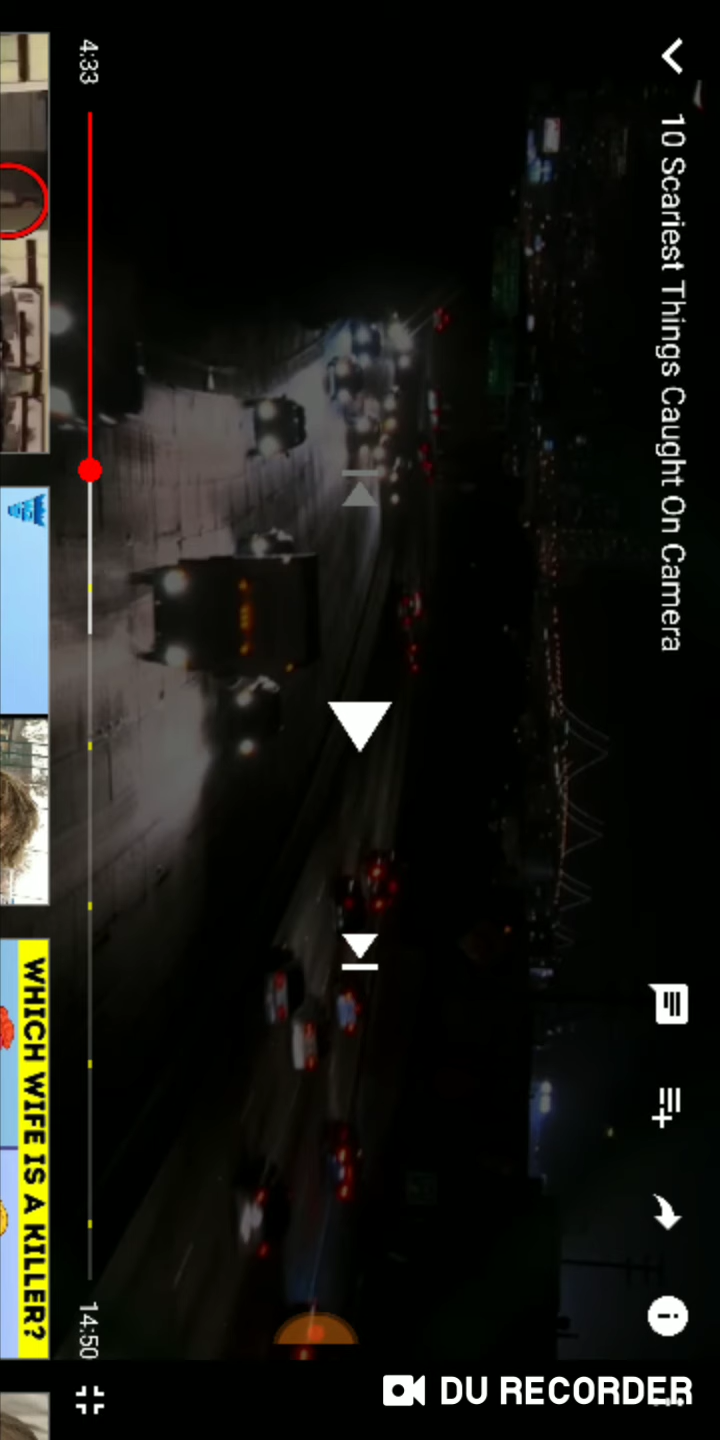 10 Scariest Things Caught On Camera
4:33
14:50
WHICH WIFE IS A KILLER?
DU RECORDER